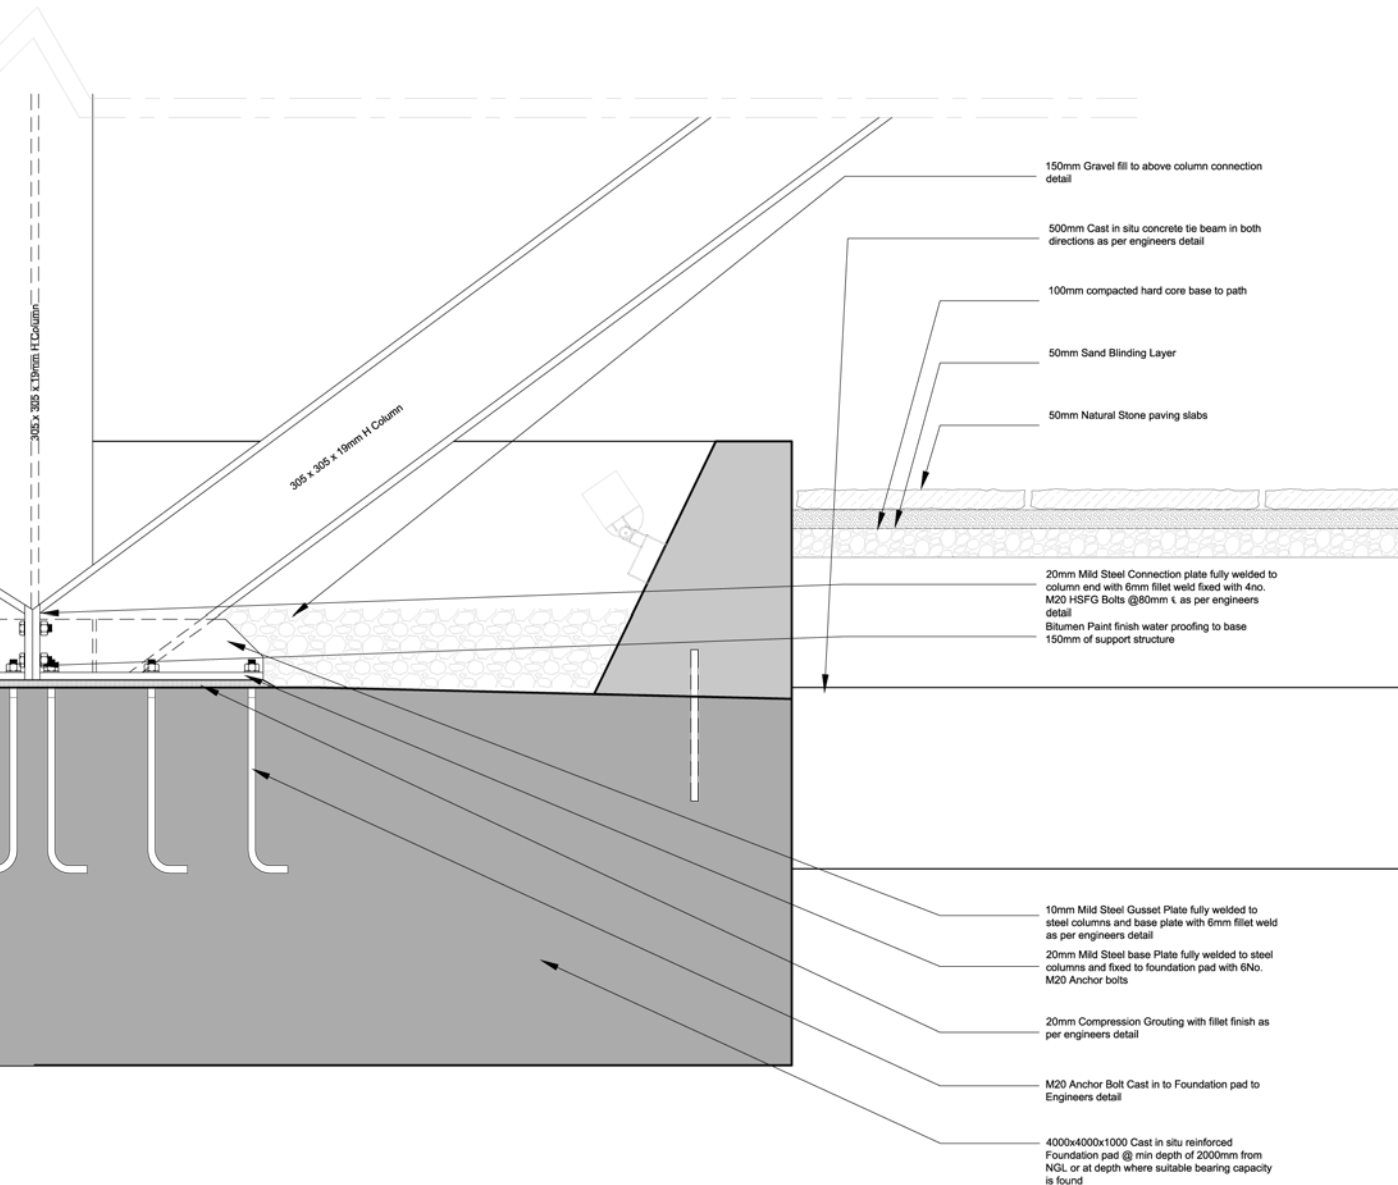 150mm Gravel fill to above column connection
detail
500mm Cast in situ concrete tie beam in both
directions as per engineers detail
100mm compacted hard core base to path
50mm Sand Blinding Layer
50mm Natural Stone paving slabs
305 x 305 x 19mm H Column
305 x 305 x 19mm H Column
20mm Mild Steel Connection plate fully welded to
column end with 6mm fillet weld fixed with 4no.
M20 HSFG Bolts @80mm ℄ as per engineers
detail
Bitumen Paint finish water proofing to base
150mm of support structure
10mm Mild Steel Gusset Plate fully welded to
steel columns and base plate with 6mm fillet weld
as per engineers detail
20mm Mild Steel base Plate fully welded to steel
columns and fixed to foundation pad with 6No.
M20 Anchor bolts
20mm Compression Grouting with fillet finish as
per engineers detail
M20 Anchor Bolt Cast in to Foundation pad to
Engineers detail
4000x4000x1000 Cast in situ reinforced
Foundation pad @ min depth of 2000mm from
NGL or at depth where suitable bearing capacity
is found